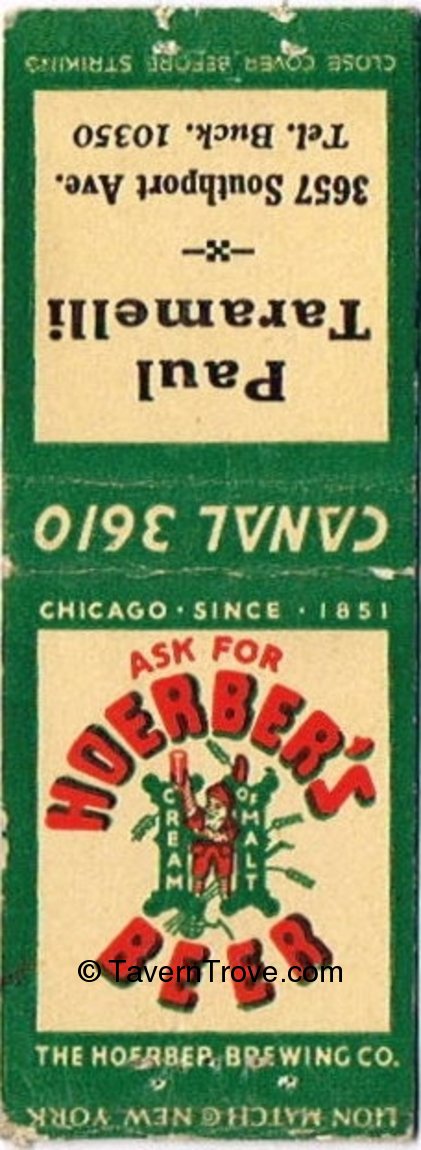 CLOSE COVER BEFORE STRIKING
Paul
Taramelli
3657 Southport Ave.
Tel. Buck. 10350
CANAL 3610
CHICAGO · SINCE · 1851
ASK FOR
HOERBER'S
CREAM OF MALT
BEER
© TavernTrove.com
THE HOERBER BREWING CO.
LION MATCH © NEW YORK